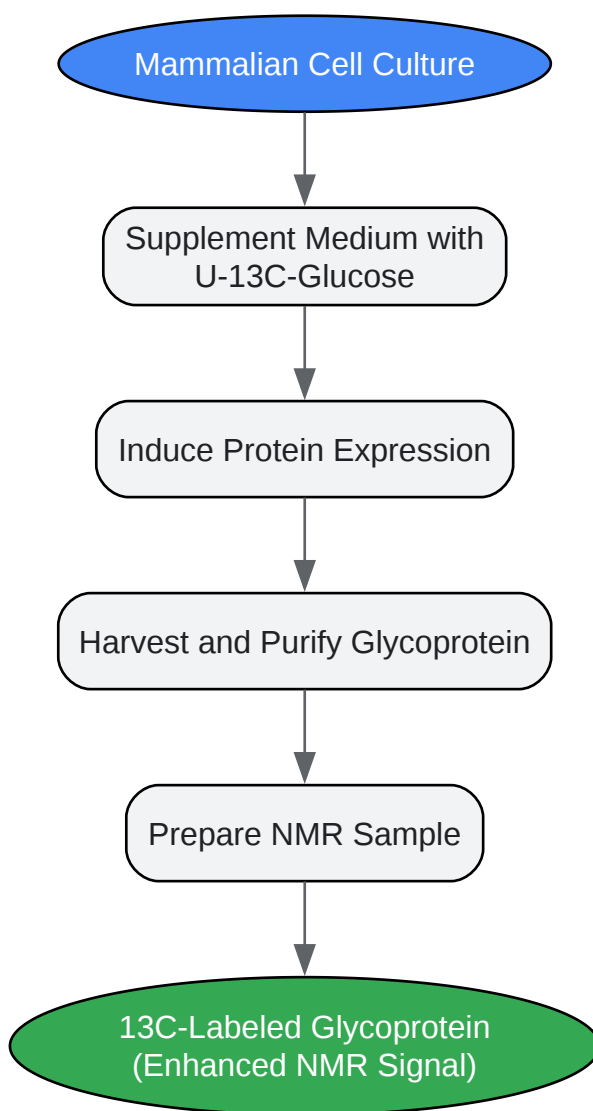 Mammalian Cell Culture
Supplement Medium with
U-13C-Glucose
Induce Protein Expression
Harvest and Purify Glycoprotein
Prepare NMR Sample
13C-Labeled Glycoprotein
(Enhanced NMR Signal)